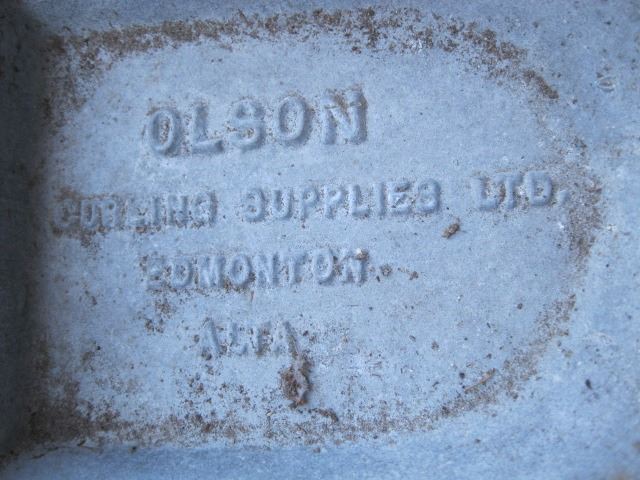 OLSON
CURLING SUPPLIES LTD.
EDMONTON.
ALTA